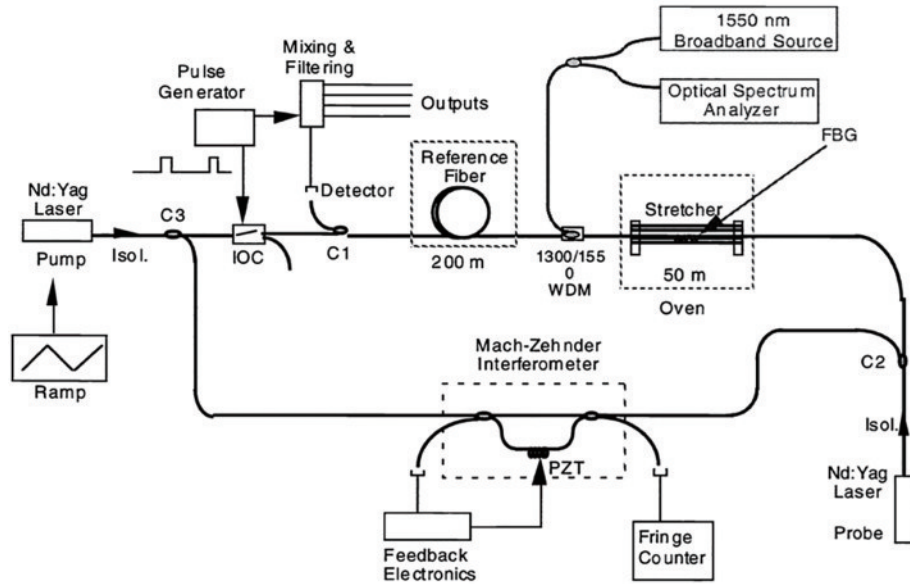 1550 nm
Broadband Source
Mixing &
Filtering
Pulse
Generator
Outputs
Optical Spectrum
Analyzer
FBG
Reference
Fiber
Nd:Yag
Laser
Detector
Stretcher
C3
Pump
Isol.
IOC
C1
200 m
1300/155
0
WDM
50 m
Oven
Ramp
Mach-Zehnder
Interferometer
C2
PZT
Isol.
Nd:Yag
Laser
Probe
Feedback
Electronics
Fringe
Counter